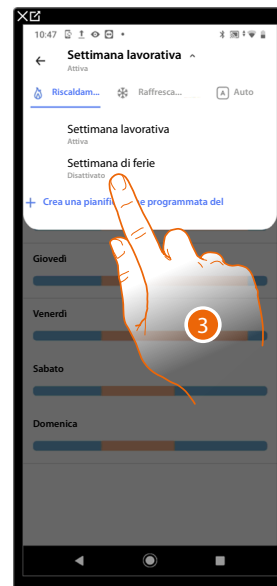 10:47
Settimana lavorativa
Attiva
Riscaldam...
Raffresca...
A Auto
Settimana lavorativa
Attiva
Settimana di ferie
Disattivato
+ Crea una pianifi e programmata del
Giovedì
Venerdì
3
Sabato
Domenica